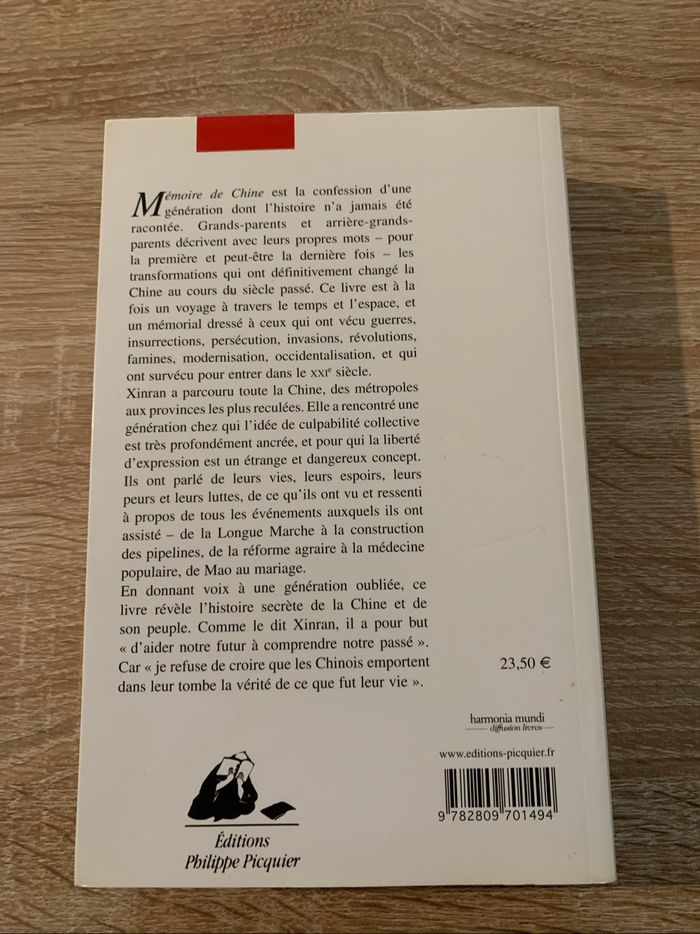 Mémoire de Chine est la confession d'une
génération dont l'histoire n'a jamais été
racontée. Grands-parents et arrière-grands-
parents décrivent avec leurs propres mots – pour
la première et peut-être la dernière fois – les
transformations qui ont définitivement changé la
Chine au cours du siècle passé. Ce livre est à la
fois un voyage à travers le temps et l'espace, et
un mémorial dressé à ceux qui ont vécu guerres,
insurrections, persécution, invasions, révolutions,
famines, modernisation, occidentalisation, et qui
ont survécu pour entrer dans le XXIe siècle.
Xinran a parcouru toute la Chine, des métropoles
aux provinces les plus reculées. Elle a rencontré une
génération chez qui l'idée de culpabilité collective
est très profondément ancrée, et pour qui la liberté
d'expression est un étrange et dangereux concept.
Ils ont parlé de leurs vies, leurs espoirs, leurs
peurs et leurs luttes, de ce qu'ils ont vu et ressenti
à propos de tous les événements auxquels ils ont
assisté – de la Longue Marche à la construction
des pipelines, de la réforme agraire à la médecine
populaire, de Mao au mariage.
En donnant voix à une génération oubliée, ce
livre révèle l'histoire secrète de la Chine et de
son peuple. Comme le dit Xinran, il a pour but
« d'aider notre futur à comprendre notre passé ».
Car « je refuse de croire que les Chinois emportent
dans leur tombe la vérité de ce que fut leur vie ».
23,50 €
harmonia mundi
diffusion livres
www.editions-picquier.fr
9 782809 701494
Éditions
Philippe Picquier